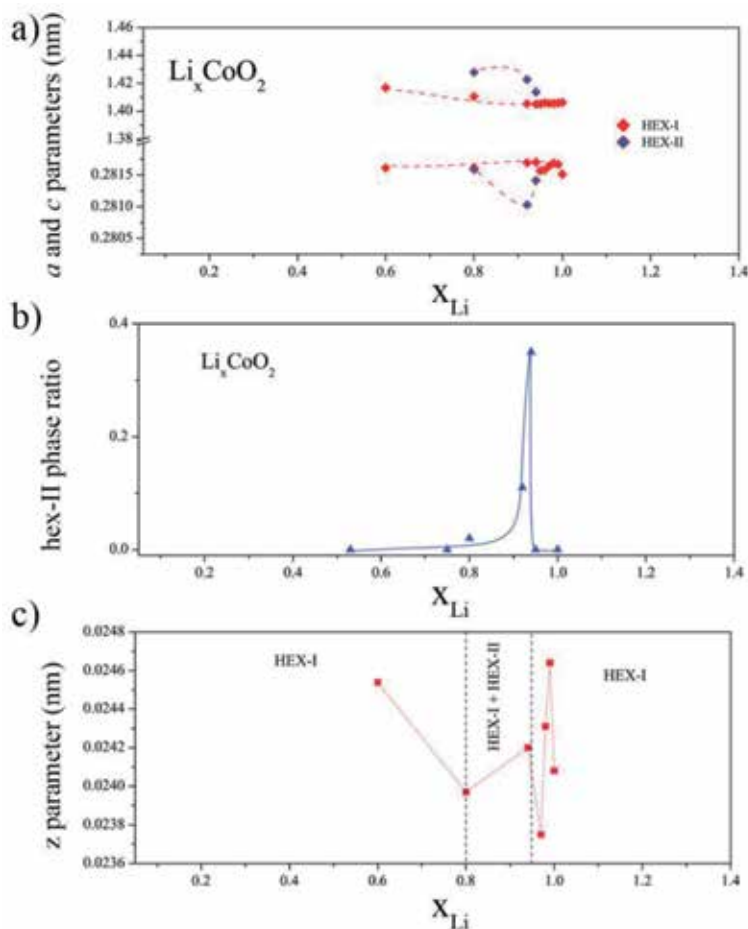 a)
Li_xCoO_2
a and c parameters (nm)
1.46
1.44
1.42
1.40
1.38
0.2815
0.2810
0.2805
HEX-I
HEX-II
0.2 0.4 0.6 0.8 1.0 1.2 1.4
X_Li
b)
Li_xCoO_2
hex-II phase ratio
0.4
0.2
0.0
0.2 0.4 0.6 0.8 1.0 1.2 1.4
X_Li
c)
z parameter (nm)
0.0248
0.0246
0.0244
0.0242
0.0240
0.0238
0.0236
HEX-I
HEX-I + HEX-II
HEX-I
0.2 0.4 0.6 0.8 1.0 1.2 1.4
X_Li